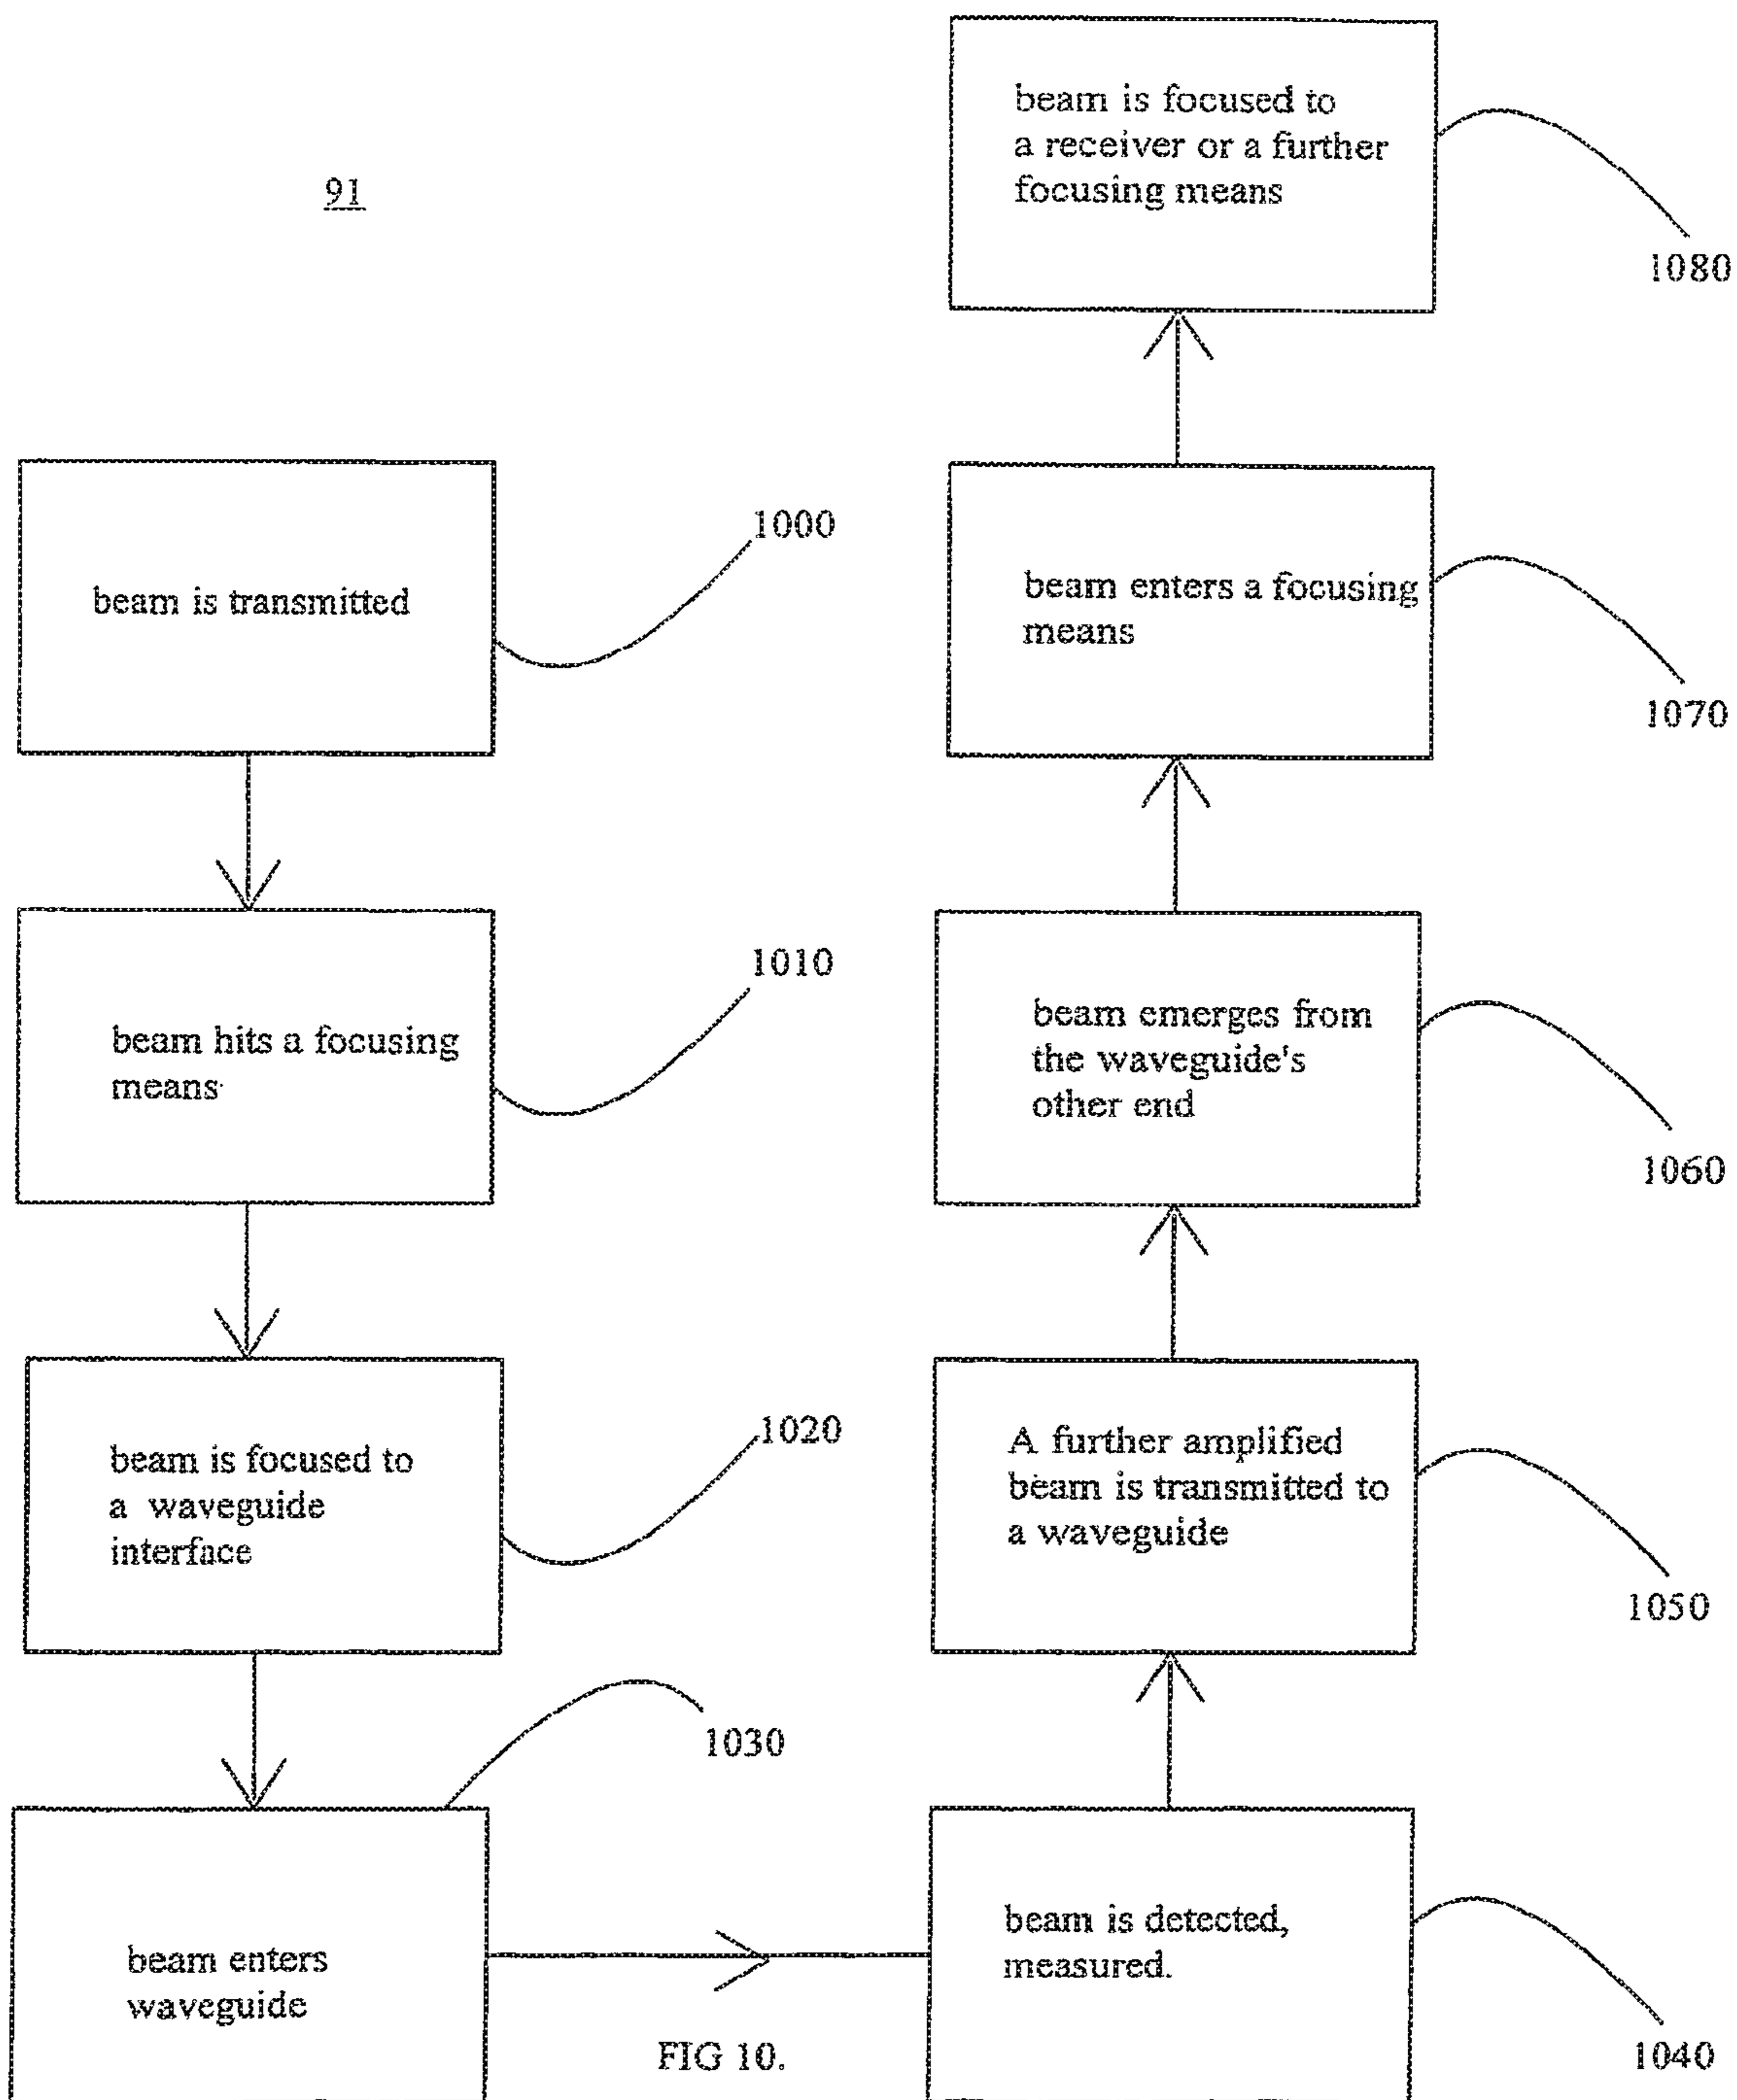 91
beam is transmitted
1000
beam hits a focusing
means
1010
beam is focused to
a waveguide
interface
1020
beam enters
waveguide
1030
beam is detected,
measured.
1040
A further amplified
beam is transmitted to
a waveguide
1050
beam emerges from
the waveguide's
other end
1060
beam enters a focusing
means
1070
beam is focused to
a receiver or a further
focusing means
1080
FIG 10.